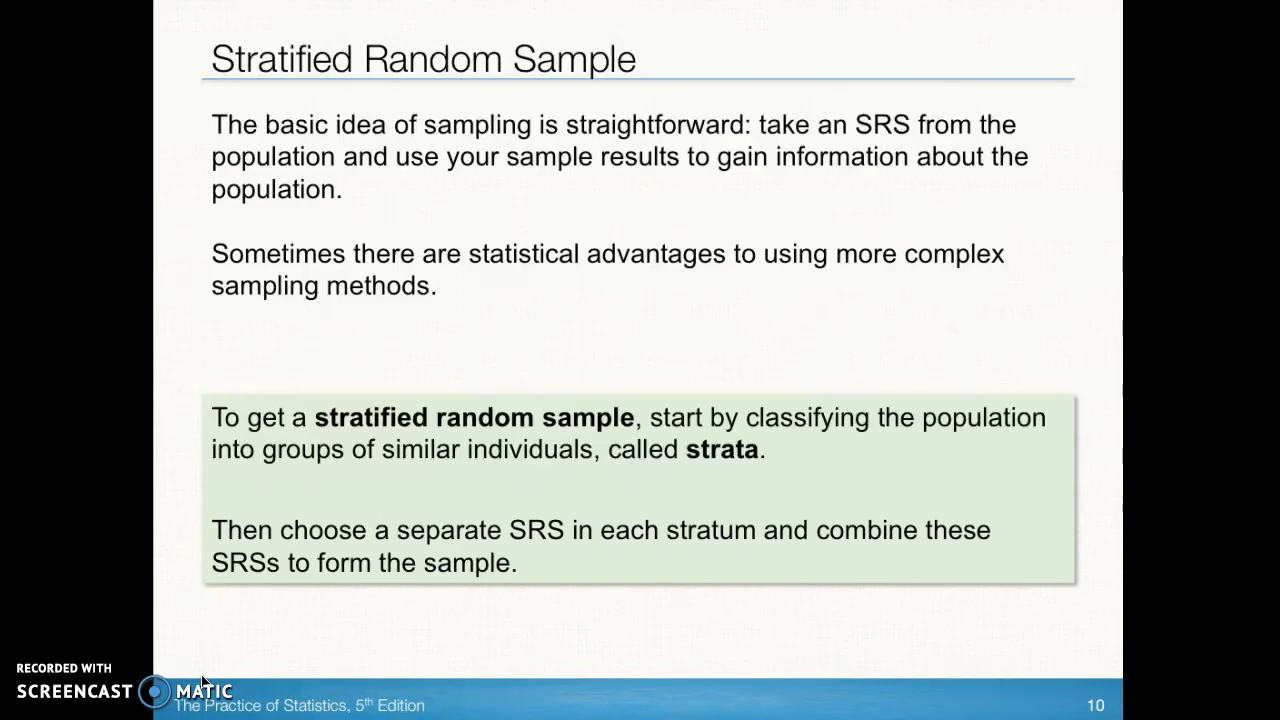 Stratified Random Sample
The basic idea of sampling is straightforward: take an SRS from the
population and use your sample results to gain information about the
population.
Sometimes there are statistical advantages to using more complex
sampling methods.
To get a stratified random sample, start by classifying the population
into groups of similar individuals, called strata.
Then choose a separate SRS in each stratum and combine these
SRSs to form the sample.
RECORDED WITH
SCREENCAST MATIC
The Practice of Statistics, 5th Edition
10